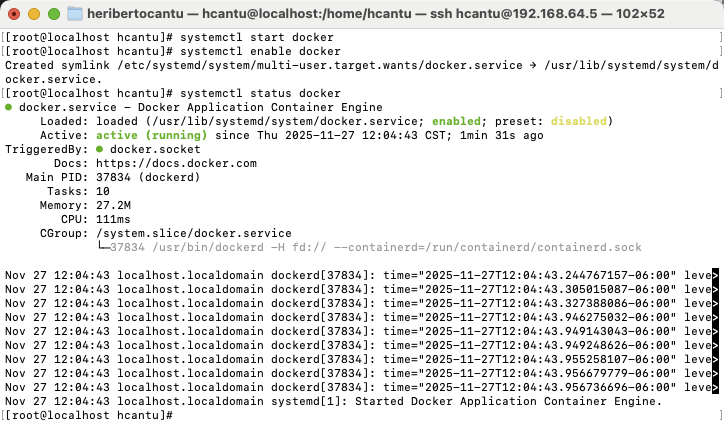 heribertocantu — hcantu@localhost:/home/hcantu — ssh hcantu@192.168.64.5 — 102×52
[[root@localhost hcantu]# systemctl start docker ]
[[root@localhost hcantu]# systemctl enable docker ]
Created symlink /etc/systemd/system/multi-user.target.wants/docker.service → /usr/lib/systemd/system/d
ocker.service.
[[root@localhost hcantu]# systemctl status docker ]
● docker.service - Docker Application Container Engine
Loaded: loaded (/usr/lib/systemd/system/docker.service; enabled; preset: disabled)
Active: active (running) since Thu 2025-11-27 12:04:43 CST; 1min 31s ago
TriggeredBy: ● docker.socket
Docs: https://docs.docker.com
Main PID: 37834 (dockerd)
Tasks: 10
Memory: 27.2M
CPU: 111ms
CGroup: /system.slice/docker.service
└─37834 /usr/bin/dockerd -H fd:// --containerd=/run/containerd/containerd.sock
Nov 27 12:04:43 localhost.localdomain dockerd[37834]: time="2025-11-27T12:04:43.244767157-06:00" leve>
Nov 27 12:04:43 localhost.localdomain dockerd[37834]: time="2025-11-27T12:04:43.305015087-06:00" leve>
Nov 27 12:04:43 localhost.localdomain dockerd[37834]: time="2025-11-27T12:04:43.327388086-06:00" leve>
Nov 27 12:04:43 localhost.localdomain dockerd[37834]: time="2025-11-27T12:04:43.946275032-06:00" leve>
Nov 27 12:04:43 localhost.localdomain dockerd[37834]: time="2025-11-27T12:04:43.949143043-06:00" leve>
Nov 27 12:04:43 localhost.localdomain dockerd[37834]: time="2025-11-27T12:04:43.949248626-06:00" leve>
Nov 27 12:04:43 localhost.localdomain dockerd[37834]: time="2025-11-27T12:04:43.955258107-06:00" leve>
Nov 27 12:04:43 localhost.localdomain dockerd[37834]: time="2025-11-27T12:04:43.956679779-06:00" leve>
Nov 27 12:04:43 localhost.localdomain dockerd[37834]: time="2025-11-27T12:04:43.956736696-06:00" leve>
Nov 27 12:04:43 localhost.localdomain systemd[1]: Started Docker Application Container Engine.
[[root@localhost hcantu]# ]